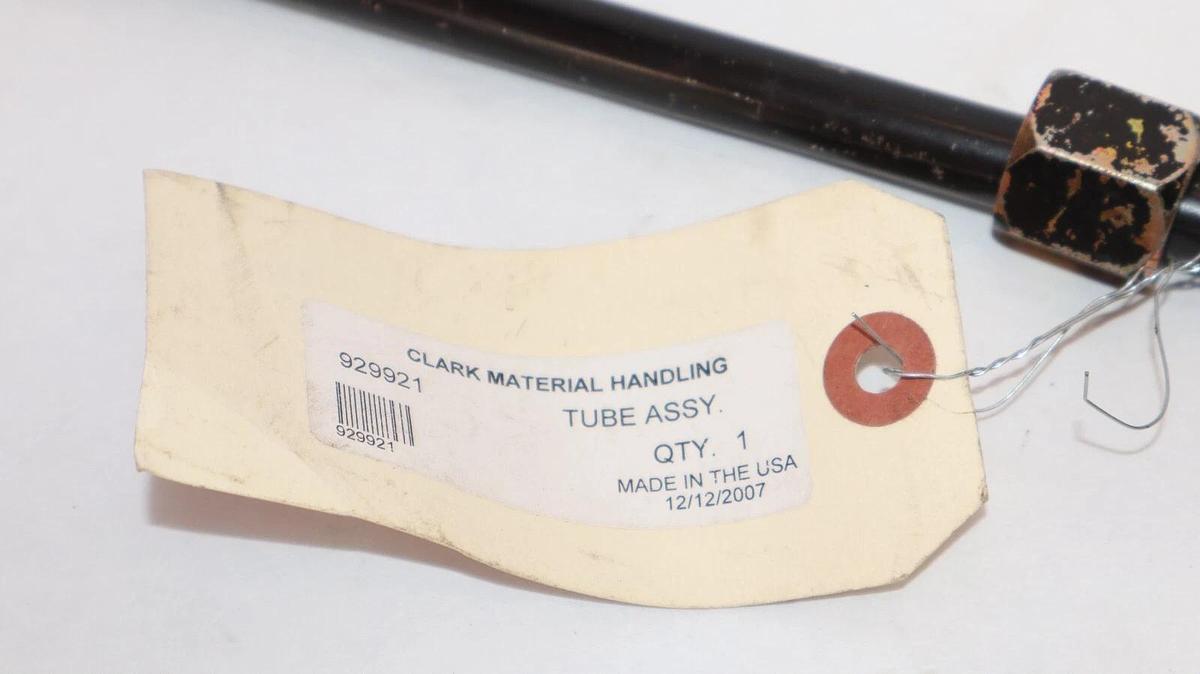 CLARK MATERIAL HANDLING
929921
TUBE ASSY.
929921
QTY. 1
MADE IN THE USA
12/12/2007